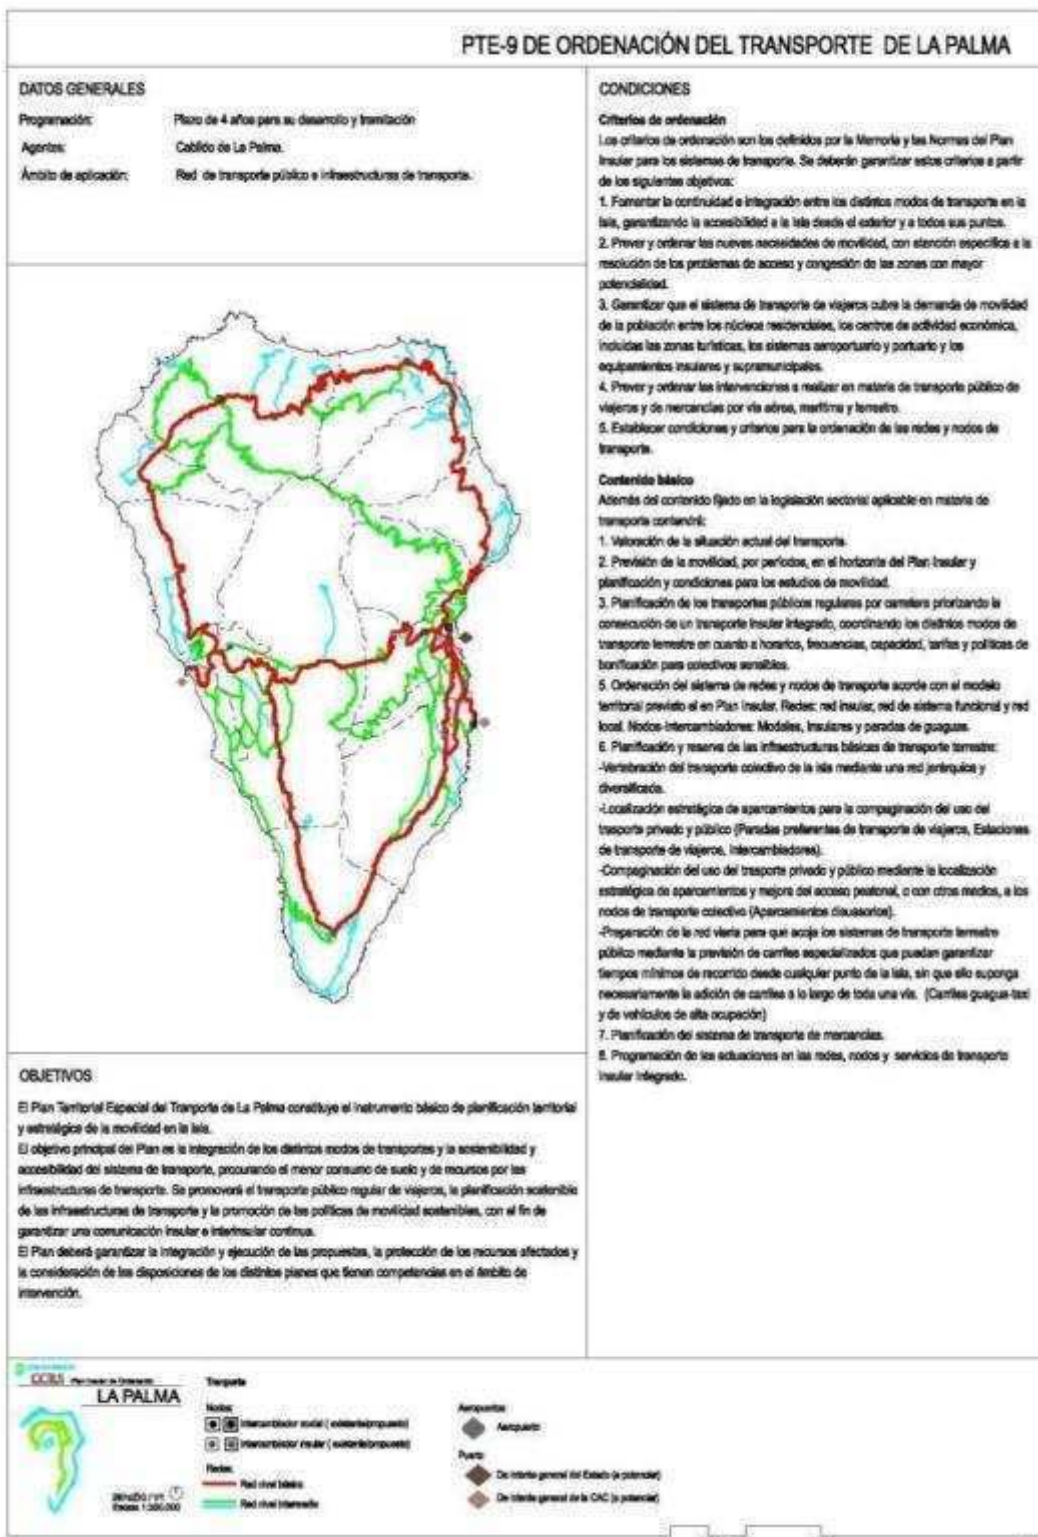 PTE-9 DE ORDENACIÓN DEL TRANSPORTE DE LA PALMA
DATOS GENERALES
Programación: Plazo de 4 años para su desarrollo y tramitación
Agentes: Cabildo de La Palma.
Ámbito de aplicación: Red de transporte público e infraestructuras de transporte.
OBJETIVOS
El Plan Territorial Especial del Tranporte de La Palma constituye el instrumento básico de planificación territorial
y estratégica de la movilidad en la isla.
El objetivo principal del Plan es la integración de los distintos modos de transportes y la sostenibilidad y
accesibilidad del sistema de transporte, procurando el menor consumo de suelo y de recursos por las
infraestructuras de transporte. Se promoverá el transporte público regular de viajeros, la planificación sostenible
de las infraestructuras de transporte y la promoción de las políticas de movilidad sostenibles, con el fin de
garantizar una comunicación insular e interinsular continua.
El Plan deberá garantizar la integración y ejecución de las propuestas, la protección de los recursos afectados y
la consideración de las disposiciones de los distintos planes que tienen competencias en el ámbito de
intervención.
CONDICIONES
Criterios de ordenación
Los criterios de ordenación son los definidos por la Memoria y las Normas del Plan
Insular para los sistemas de transporte. Se deberán garantizar estos criterios a partir
de los siguientes objetivos:
1. Fomentar la continuidad e integración entre los distintos modos de transporte en la
isla, garantizando la accesibilidad a la isla desde el exterior y a todos sus puntos.
2. Prever y ordenar las nuevas necesidades de movilidad, con atención específica a la
resolución de los problemas de acceso y congestión de las zonas con mayor
potencialidad.
3. Garantizar que el sistema de transporte de viajeros cubre la demanda de movilidad
de la población entre los núcleos residenciales, los centros de actividad económica,
incluidas las zonas turísticas, los sistemas aeroportuario y portuario y los
equipamientos insulares y supramunicipales.
4. Prever y ordenar las intervenciones a realizar en materia de transporte público de
viajeros y de mercancías por vía aérea, marítima y terrestre.
5. Establecer condiciones y criterios para la ordenación de las redes y nodos de
transporte.
Contenido básico
Además del contenido fijado en la legislación sectorial aplicable en materia de
transporte contendrá:
1. Valoración de la situación actual del transporte.
2. Previsión de la movilidad, por períodos, en el horizonte del Plan Insular y
planificación y condiciones para los estudios de movilidad.
3. Planificación de los transportes públicos regulares por carretera priorizando la
consecución de un transporte insular integrado, coordinando los distintos modos de
transporte terrestre en cuanto a horarios, frecuencias, capacidad, tarifas y políticas de
bonificación para colectivos sensibles.
5. Ordenación del sistema de redes y nodos de transporte acorde con el modelo
territorial previsto el en Plan Insular. Redes: red insular, red de sistema funcional y red
local. Nodos-Intercambiadores: Modales, Insulares y paradas de guaguas.
6. Planificación y reserva de las infraestructuras básicas de transporte terrestre:
-Vertebración del transporte colectivo de la isla mediante una red jerárquica y
diversificada.
-Localización estratégica de aparcamientos para la compaginación del uso del
trasporte privado y público (Paradas preferentes de transporte de viajeros, Estaciones
de transporte de viajeros, Intercambiadores).
-Compaginación del uso del trasporte privado y público mediante la localización
estratégica de aparcamientos y mejora del acceso peatonal, o con otros medios, a los
nodos de transporte colectivo (Aparcamientos disuasorios).
-Preparación de la red viaria para que acoja los sistemas de transporte terrestre
público mediante la previsión de carriles especializados que puedan garantizar
tiempos mínimos de recorrido desde cualquier punto de la isla, sin que ello suponga
necesariamente la adición de carriles a lo largo de toda una vía. (Carriles guagua-taxi
y de vehículos de alta ocupación)
7. Planificación del sistema de transporte de mercancías.
8. Programación de las actuaciones en las redes, nodos y servicios de transporte
insular integrado.
Plan Insular de Ordenación
LA PALMA
Escala
Tranporte
Nodos:
Intercambiador modal (existente/propuesto)
Intercambiador insular (existente/propuesto)
Redes:
Red nivel básico
Red nivel intermedio
Aeropuertos
Aeropuerto
Puerto
De interés general del Estado (a potenciar)
De interés general de la CAC (a potenciar)